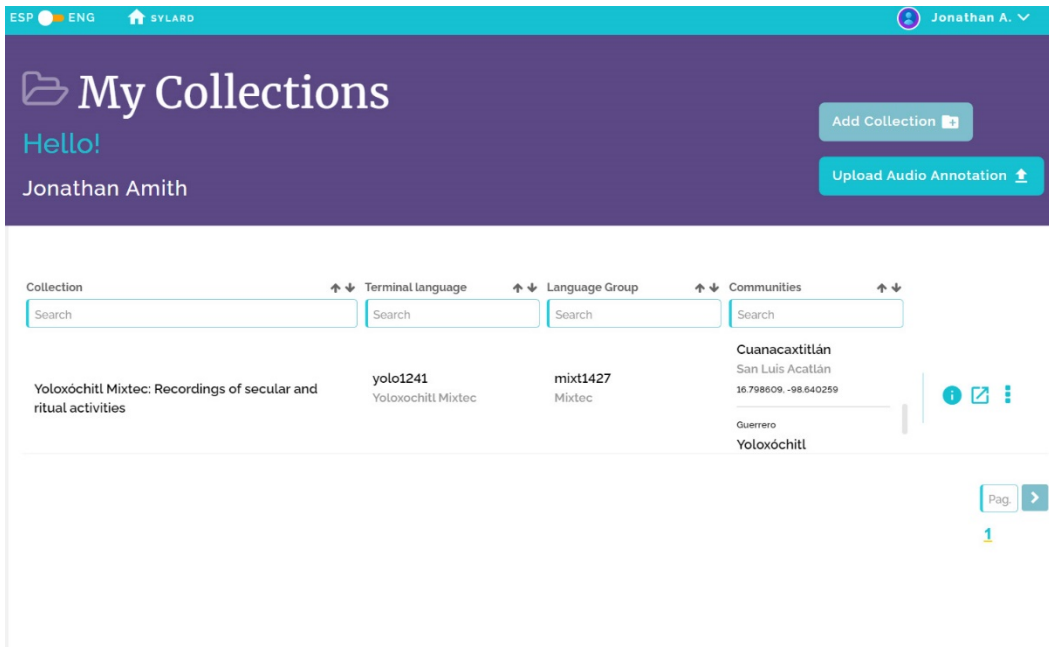 ESP ENG SYLARD Jonathan A.
My Collections
Hello!
Jonathan Amith
Add Collection
Upload Audio Annotation
Collection Terminal language Language Group Communities
Search Search Search Search
Yoloxóchitl Mixtec: Recordings of secular and
ritual activities
yolo1241
Yoloxochitl Mixtec
mixt1427
Mixtec
Cuanacaxtitlán
San Luis Acatlán
16.798609, -98.640259
Guerrero
Yoloxóchitl
Pag.
1